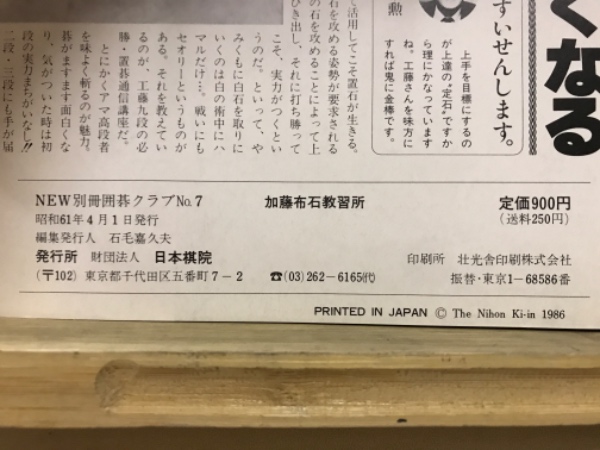 くなる
すいせんします。
勲
上手を目標にするの
が上達の〝定石〟ですか
ら理にかなっています
ね。工藤さんを味方に
すれば鬼に金棒です。
て活用してこそ置石が生きる。
の石を攻める姿勢が要求される
石を攻めることによって上
ひき出し、それに打ち勝って
こそ、実力がつくとい
うのだ。といって、や
みくもに白石を取りに
いくのは白の術中にハ
マルだけ…。戦いにも
セオリーというものが
ある。それを教えてい
るのが、工藤九段の必
勝・置碁通信講座だ。
とにかくアマ高段者
を味よく斬るのが魅力。
碁がますます面白くな
り、気がついた時は初
段の実力まちがいなし!!
二段・三段にも手が届
NEW別冊囲碁クラブNo.7 加藤布石教習所 定価900円
(送料250円)
昭和61年4月1日発行
編集発行人 石毛嘉久夫
発行所 財団法人 日本棋院 印刷所 壮光舎印刷株式会社
(〒102) 東京都千代田区五番町7-2 ☎(03)262-6165代) 振替・東京1-68586番
PRINTED IN JAPAN © The Nihon Ki-in 1986